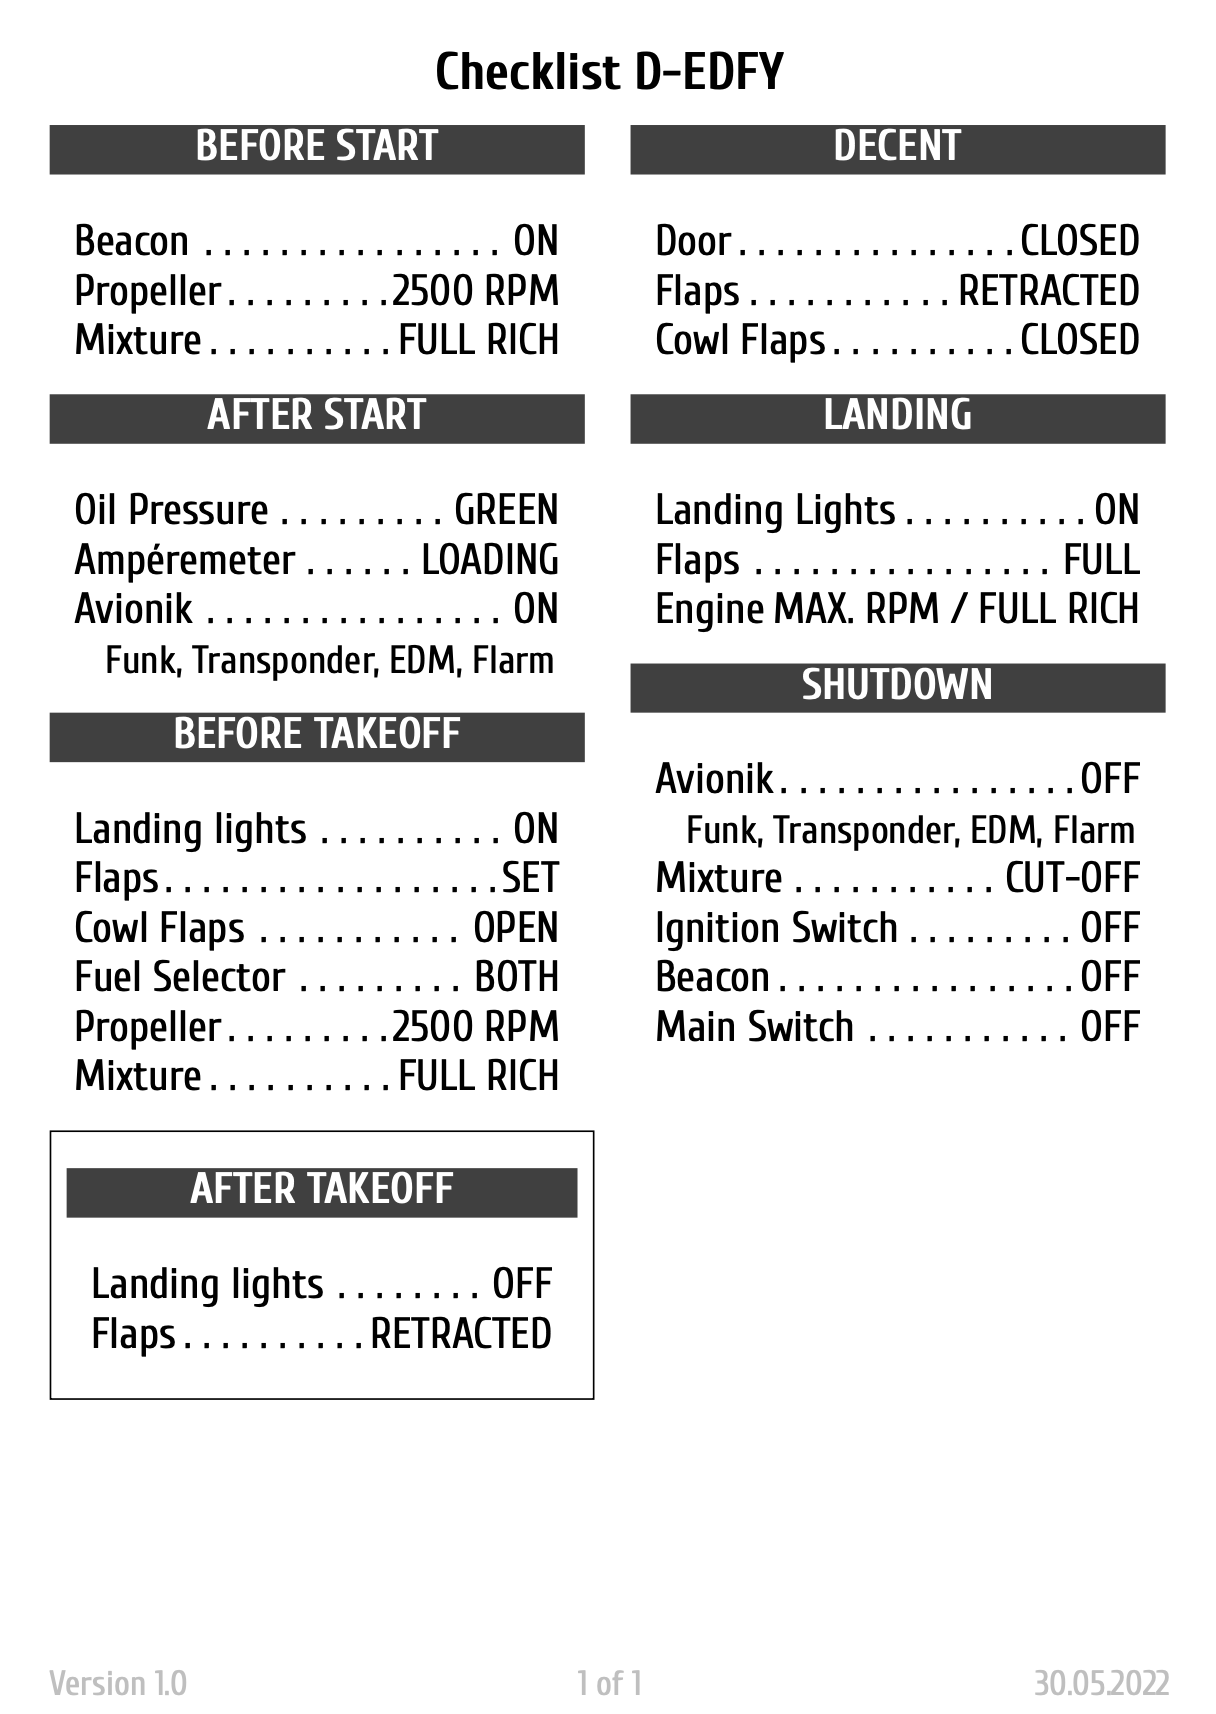 Checklist D-EDFY
BEFORE START
Beacon . . . . . . . . . . . . . . . . ON
Propeller . . . . . . . . . 2500 RPM
Mixture . . . . . . . . . . FULL RICH
AFTER START
Oil Pressure . . . . . . . . . GREEN
Ampéremeter . . . . . . LOADING
Avionik . . . . . . . . . . . . . . . . ON
Funk, Transponder, EDM, Flarm
BEFORE TAKEOFF
Landing lights . . . . . . . . . . ON
Flaps . . . . . . . . . . . . . . . . . . SET
Cowl Flaps . . . . . . . . . . . OPEN
Fuel Selector . . . . . . . . . BOTH
Propeller . . . . . . . . . 2500 RPM
Mixture . . . . . . . . . . FULL RICH
AFTER TAKEOFF
Landing lights . . . . . . . . OFF
Flaps . . . . . . . . . . RETRACTED
DECENT
Door . . . . . . . . . . . . . . . CLOSED
Flaps . . . . . . . . . . . RETRACTED
Cowl Flaps . . . . . . . . . . CLOSED
LANDING
Landing Lights . . . . . . . . . . ON
Flaps . . . . . . . . . . . . . . . . FULL
Engine MAX. RPM / FULL RICH
SHUTDOWN
Avionik . . . . . . . . . . . . . . . . OFF
Funk, Transponder, EDM, Flarm
Mixture . . . . . . . . . . . CUT-OFF
Ignition Switch . . . . . . . . . OFF
Beacon . . . . . . . . . . . . . . . . OFF
Main Switch . . . . . . . . . . . OFF
Version 1.0
1 of 1
30.05.2022